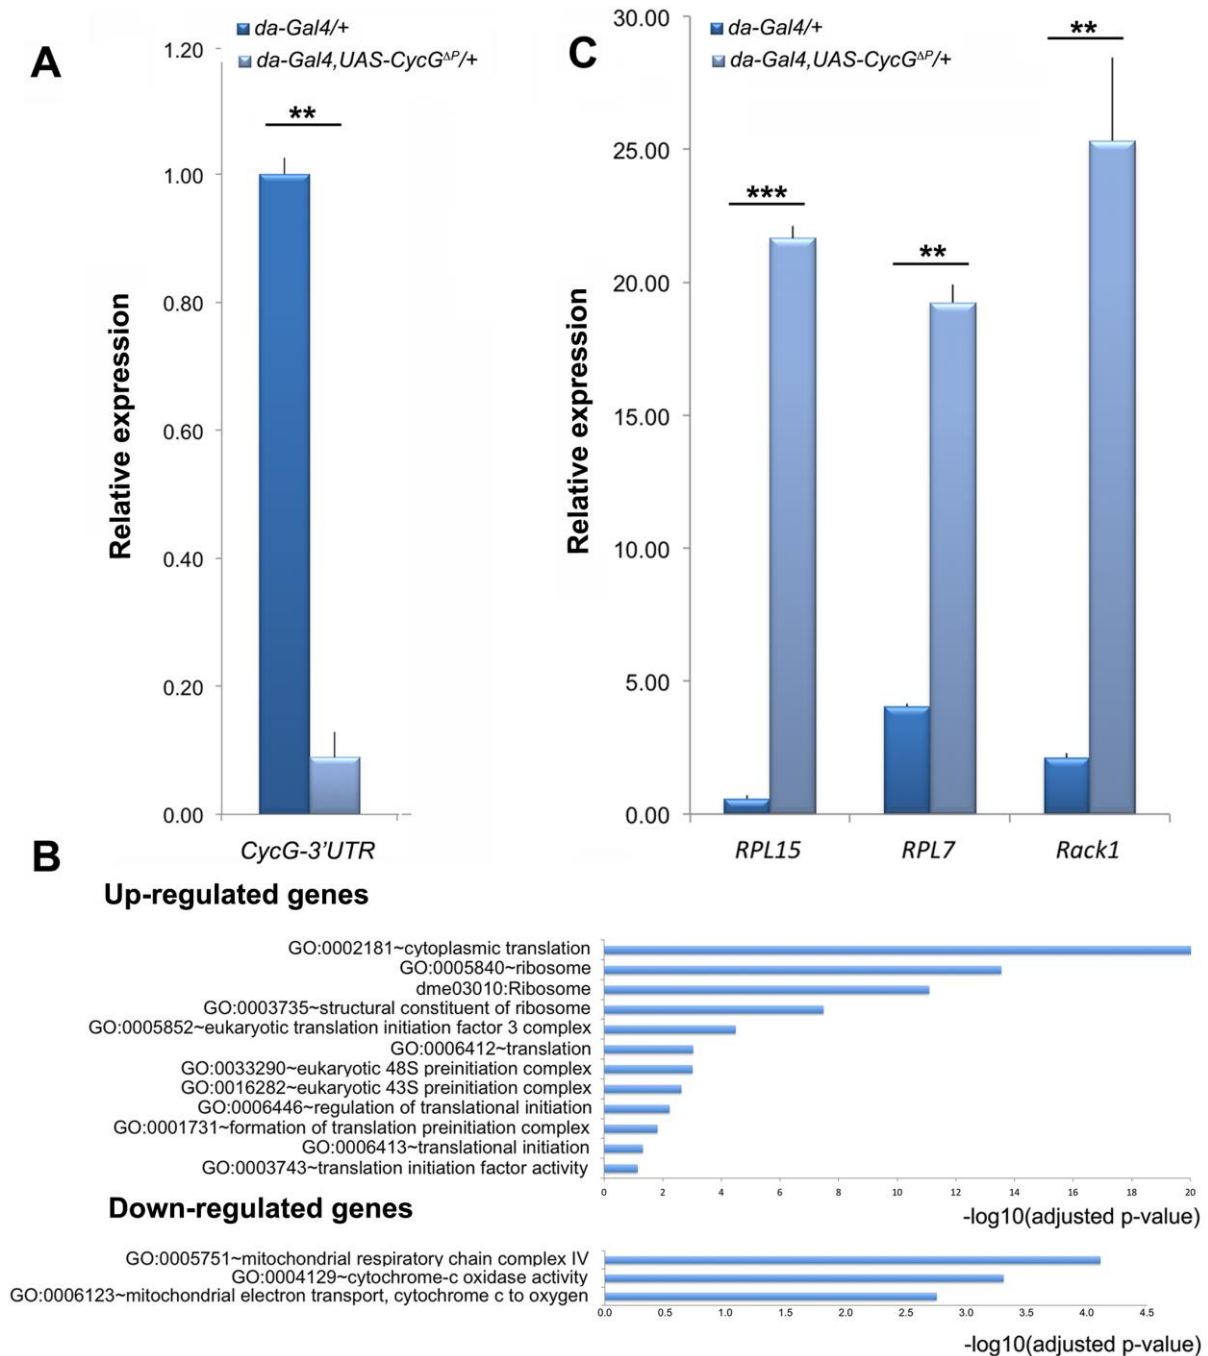 A
da-Gal4/+
da-Gal4,UAS-CycGΔP/+
**
Relative expression
1.20
1.00
0.80
0.60
0.40
0.20
0.00
CycG-3’UTR
C
da-Gal4/+
da-Gal4,UAS-CycGΔP/+
***
**
**
Relative expression
30.00
25.00
20.00
15.00
10.00
5.00
0.00
RPL15 RPL7 Rack1
B
Up-regulated genes
GO:0002181~cytoplasmic translation
GO:0005840~ribosome
dme03010:Ribosome
GO:0003735~structural constituent of ribosome
GO:0005852~eukaryotic translation initiation factor 3 complex
GO:0006412~translation
GO:0033290~eukaryotic 48S preinitiation complex
GO:0016282~eukaryotic 43S preinitiation complex
GO:0006446~regulation of translational initiation
GO:0001731~formation of translation preinitiation complex
GO:0006413~translational initiation
GO:0003743~translation initiation factor activity
0 2 4 6 8 10 12 14 16 18 20
-log10(adjusted p-value)
Down-regulated genes
GO:0005751~mitochondrial respiratory chain complex IV
GO:0004129~cytochrome-c oxidase activity
GO:0006123~mitochondrial electron transport, cytochrome c to oxygen
0.0 0.5 1.0 1.5 2.0 2.5 3.0 3.5 4.0 4.5
-log10(adjusted p-value)